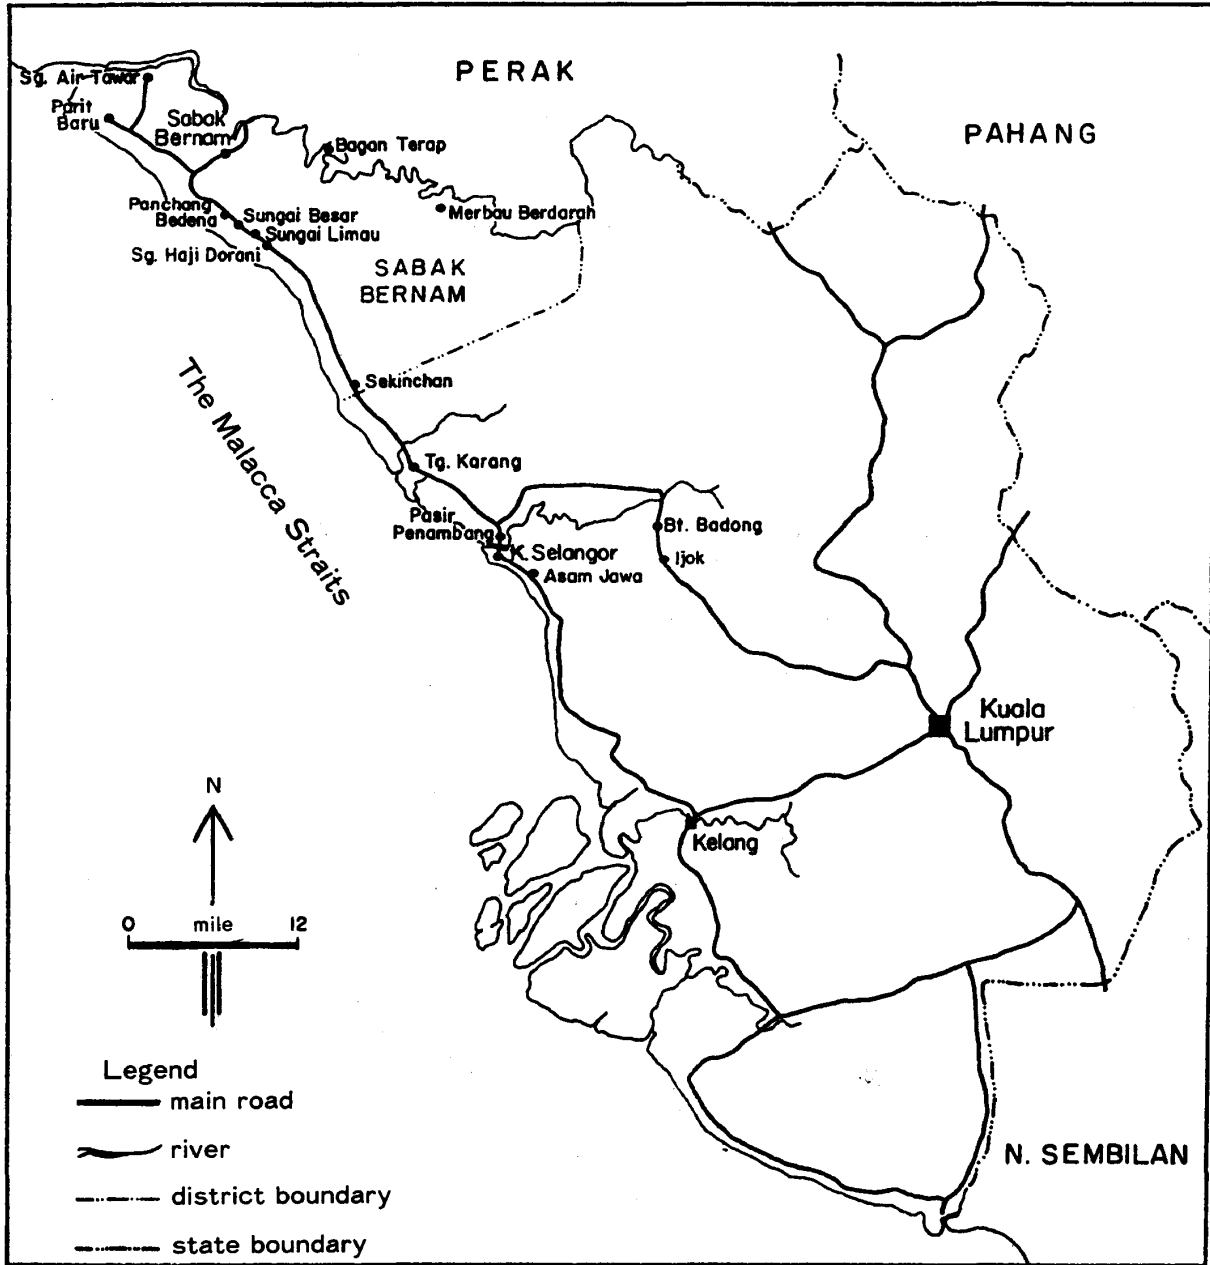 PERAK
PAHANG
Sg. Air Tawar
Parit
Baru
Sabak
Bernam
Bagan Terap
Merbau Berdarah
Panchang
Bedena
Sungai Besar
Sungai Limau
Sg. Haji Dorani
SABAK
BERNAM
Sekinchan
The Malacca Straits
Tg. Karang
Pasir
Penambang
Bt. Badong
K. Selangor
Ijok
Asam Jawa
Kuala
Lumpur
Kelang
N
0 mile 12
Legend
main road
river
district boundary
state boundary
N. SEMBILAN